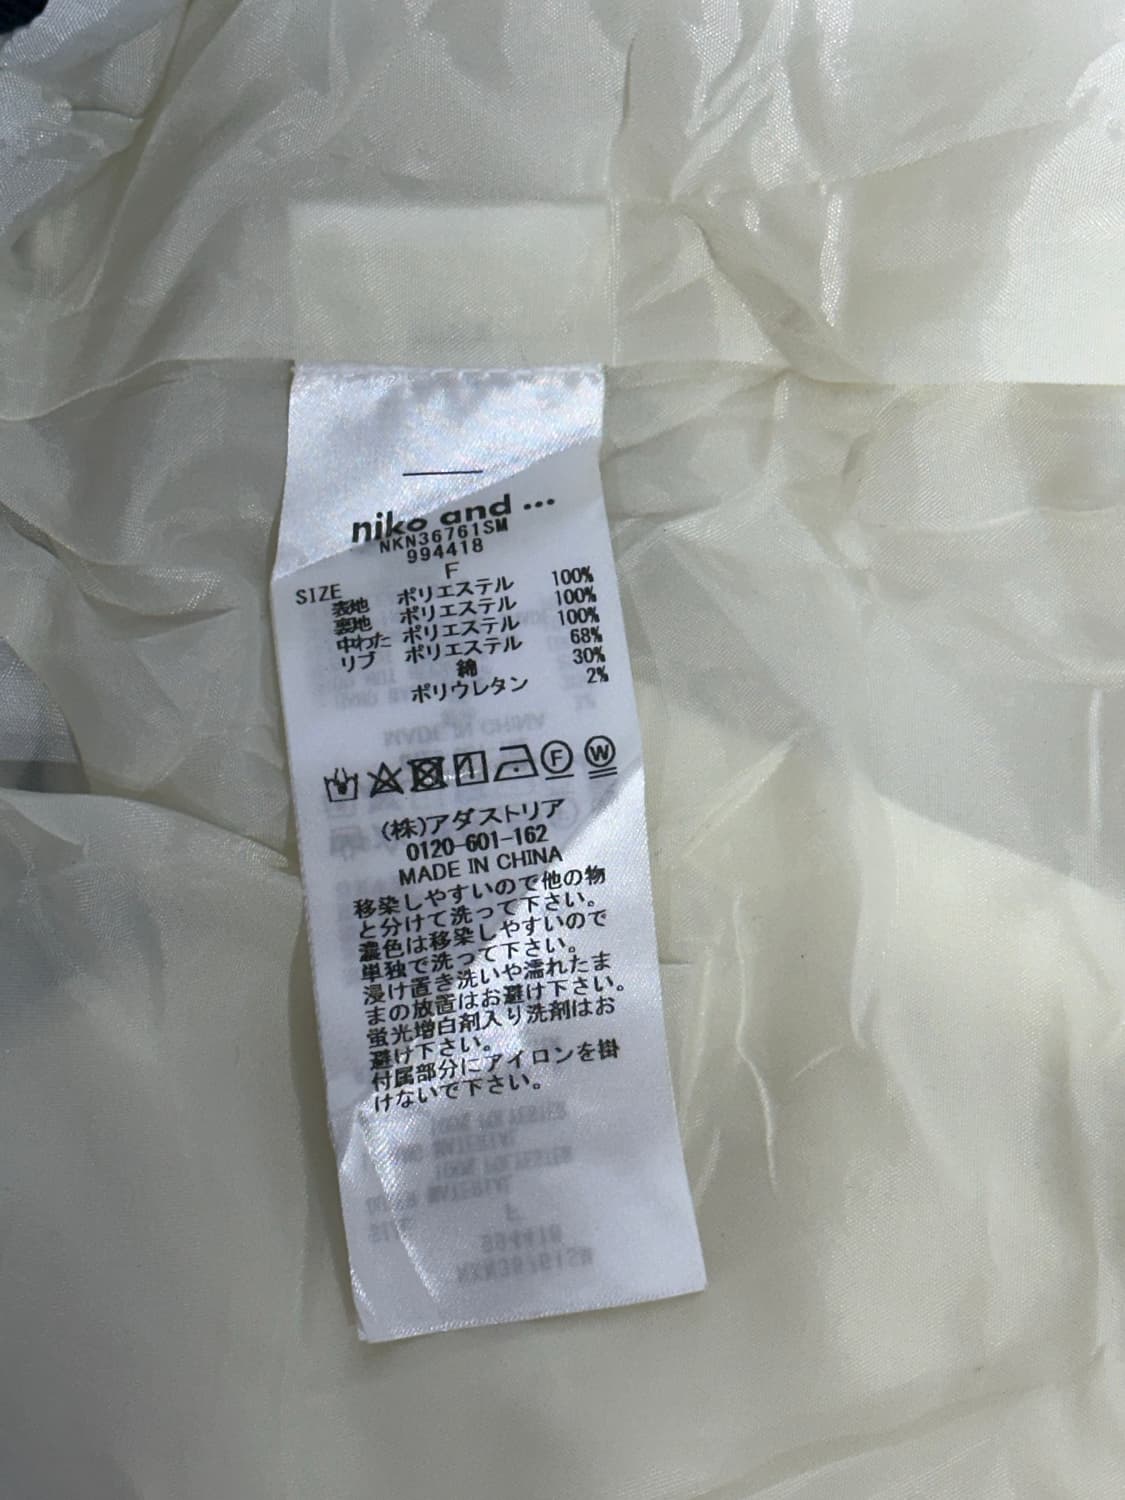 niko and ...
NKN36761SM
994418
SIZE F
表地 ポリエステル 100%
裏地 ポリエステル 100%
中わた ポリエステル 100%
リブ ポリエステル 68%
綿 30%
ポリウレタン 2%
F W
(株)アダストリア
0120-601-162
MADE IN CHINA
移染しやすいので他の物
と分けて洗って下さい。
濃色は移染しやすいので
単独で洗って下さい。
浸け置き洗いや濡れたま
まの放置はお避け下さい。
蛍光増白剤入り洗剤はお
避け下さい。
付属部分にアイロンを掛
けないで下さい。